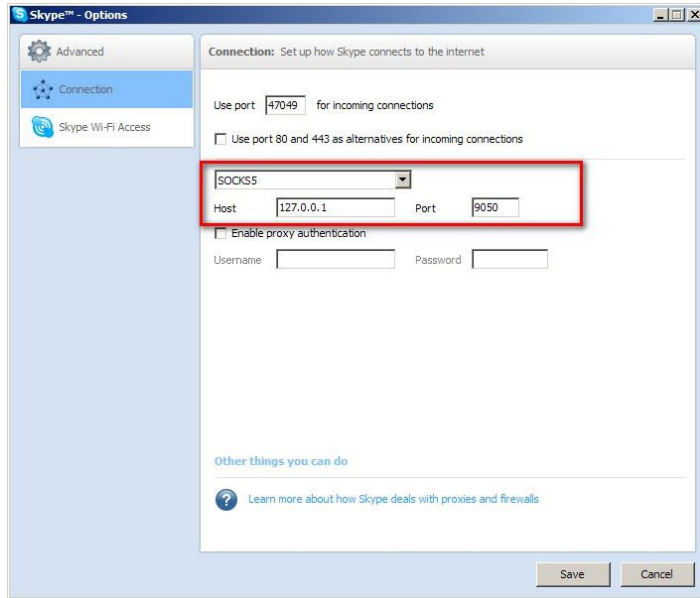 Skype™ - Options
Advanced
Connection
Skype Wi-Fi Access
Connection: Set up how Skype connects to the internet
Use port 47049 for incoming connections
Use port 80 and 443 as alternatives for incoming connections
SOCKS5
Host 127.0.0.1 Port 9050
Enable proxy authentication
Username Password
Other things you can do
? Learn more about how Skype deals with proxies and firewalls
Save Cancel